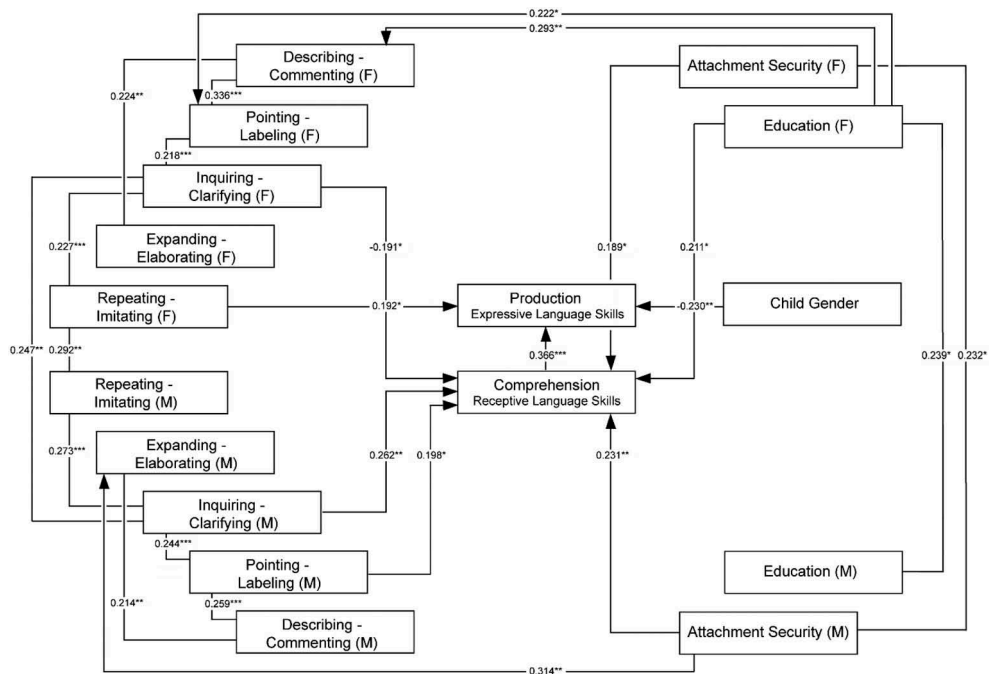 0.222*
0.293**
Describing -
Commenting (F)
Attachment Security (F)
0.224**
0.336***
Pointing -
Labeling (F)
Education (F)
0.218***
Inquiring -
Clarifying (F)
0.227***
Expanding -
Elaborating (F)
-0.191*
0.189*
0.211*
Repeating -
Imitating (F)
0.192*
Production
Expressive Language Skills
-0.230**
Child Gender
0.247**
0.292**
0.366***
0.239*
0.232*
Repeating -
Imitating (M)
Comprehension
Receptive Language Skills
0.273***
Expanding -
Elaborating (M)
0.262**
0.198*
0.231**
Inquiring -
Clarifying (M)
0.244***
Pointing -
Labeling (M)
Education (M)
0.214**
0.259***
Describing -
Commenting (M)
Attachment Security (M)
0.314**